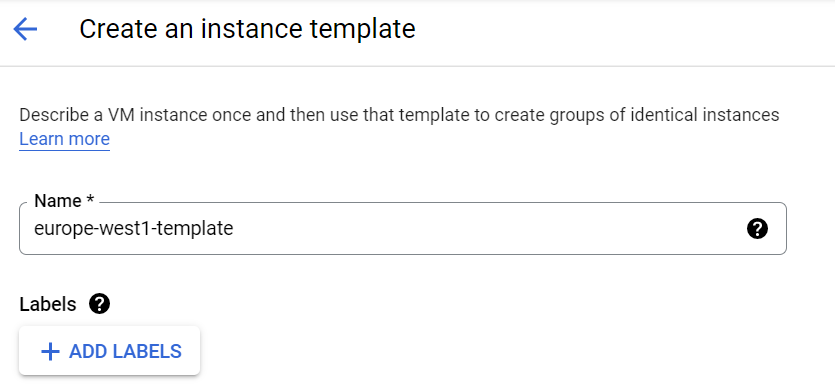 Create an instance template
Describe a VM instance once and then use that template to create groups of identical instances
Learn more
Name *
europe-west1-template
?
Labels ?
+ ADD LABELS